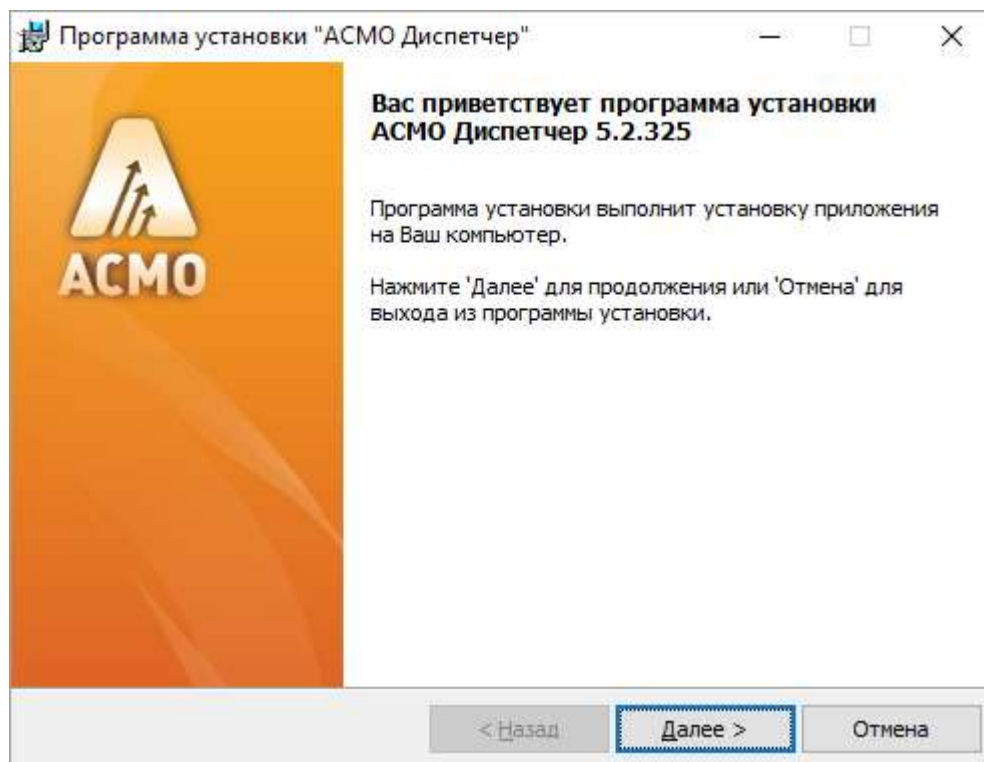 Программа установки "АСМО Диспетчер"
Вас приветствует программа установки
АСМО Диспетчер 5.2.325
Программа установки выполнит установку приложения
на Ваш компьютер.
АСМО
Нажмите 'Далее' для продолжения или 'Отмена' для
выхода из программы установки.
< Назад
Далее >
Отмена